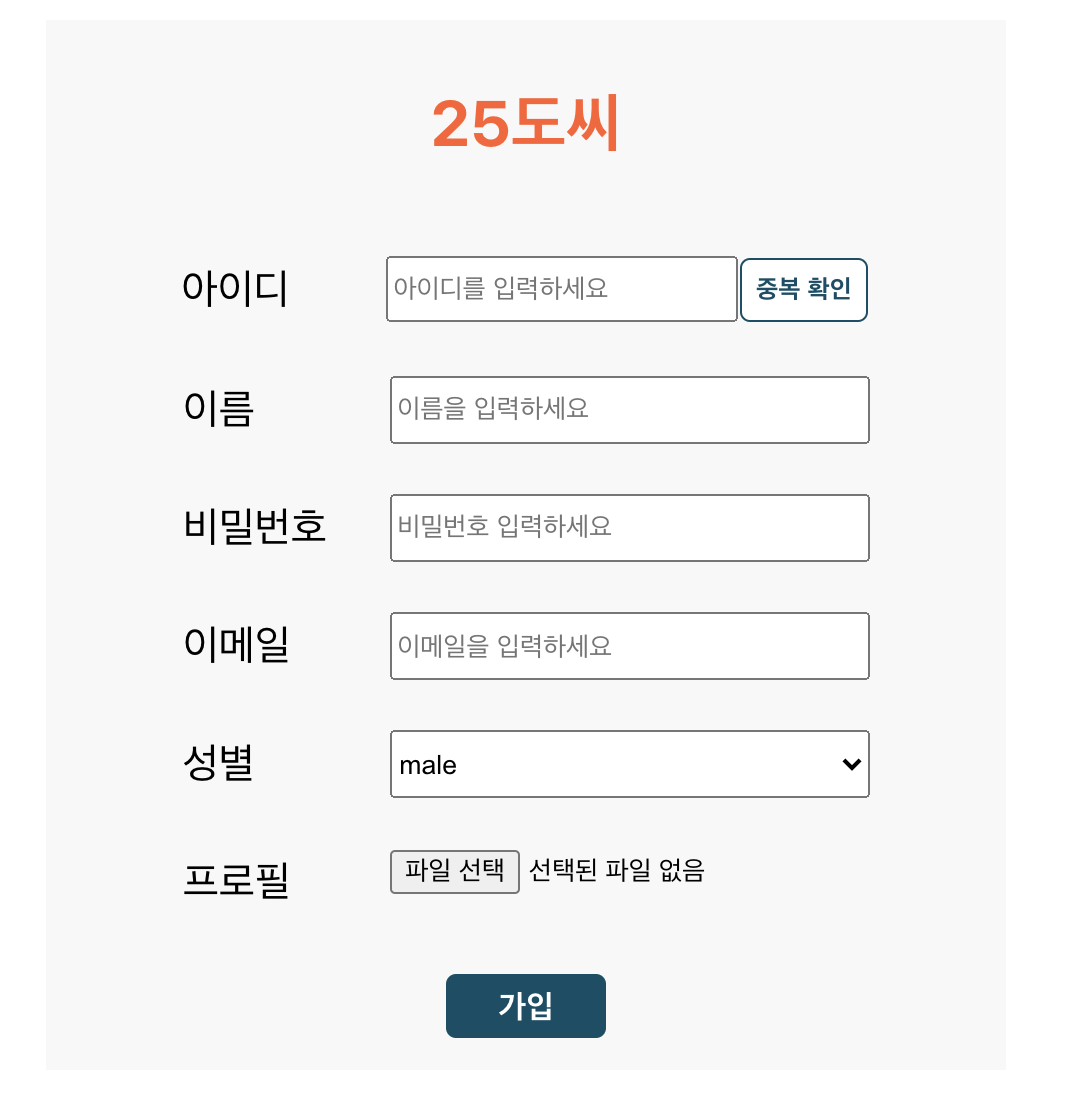 25도씨
아이디 아이디를 입력하세요 중복 확인
이름 이름을 입력하세요
비밀번호 비밀번호 입력하세요
이메일 이메일을 입력하세요
성별 male
프로필 파일 선택 선택된 파일 없음
가입